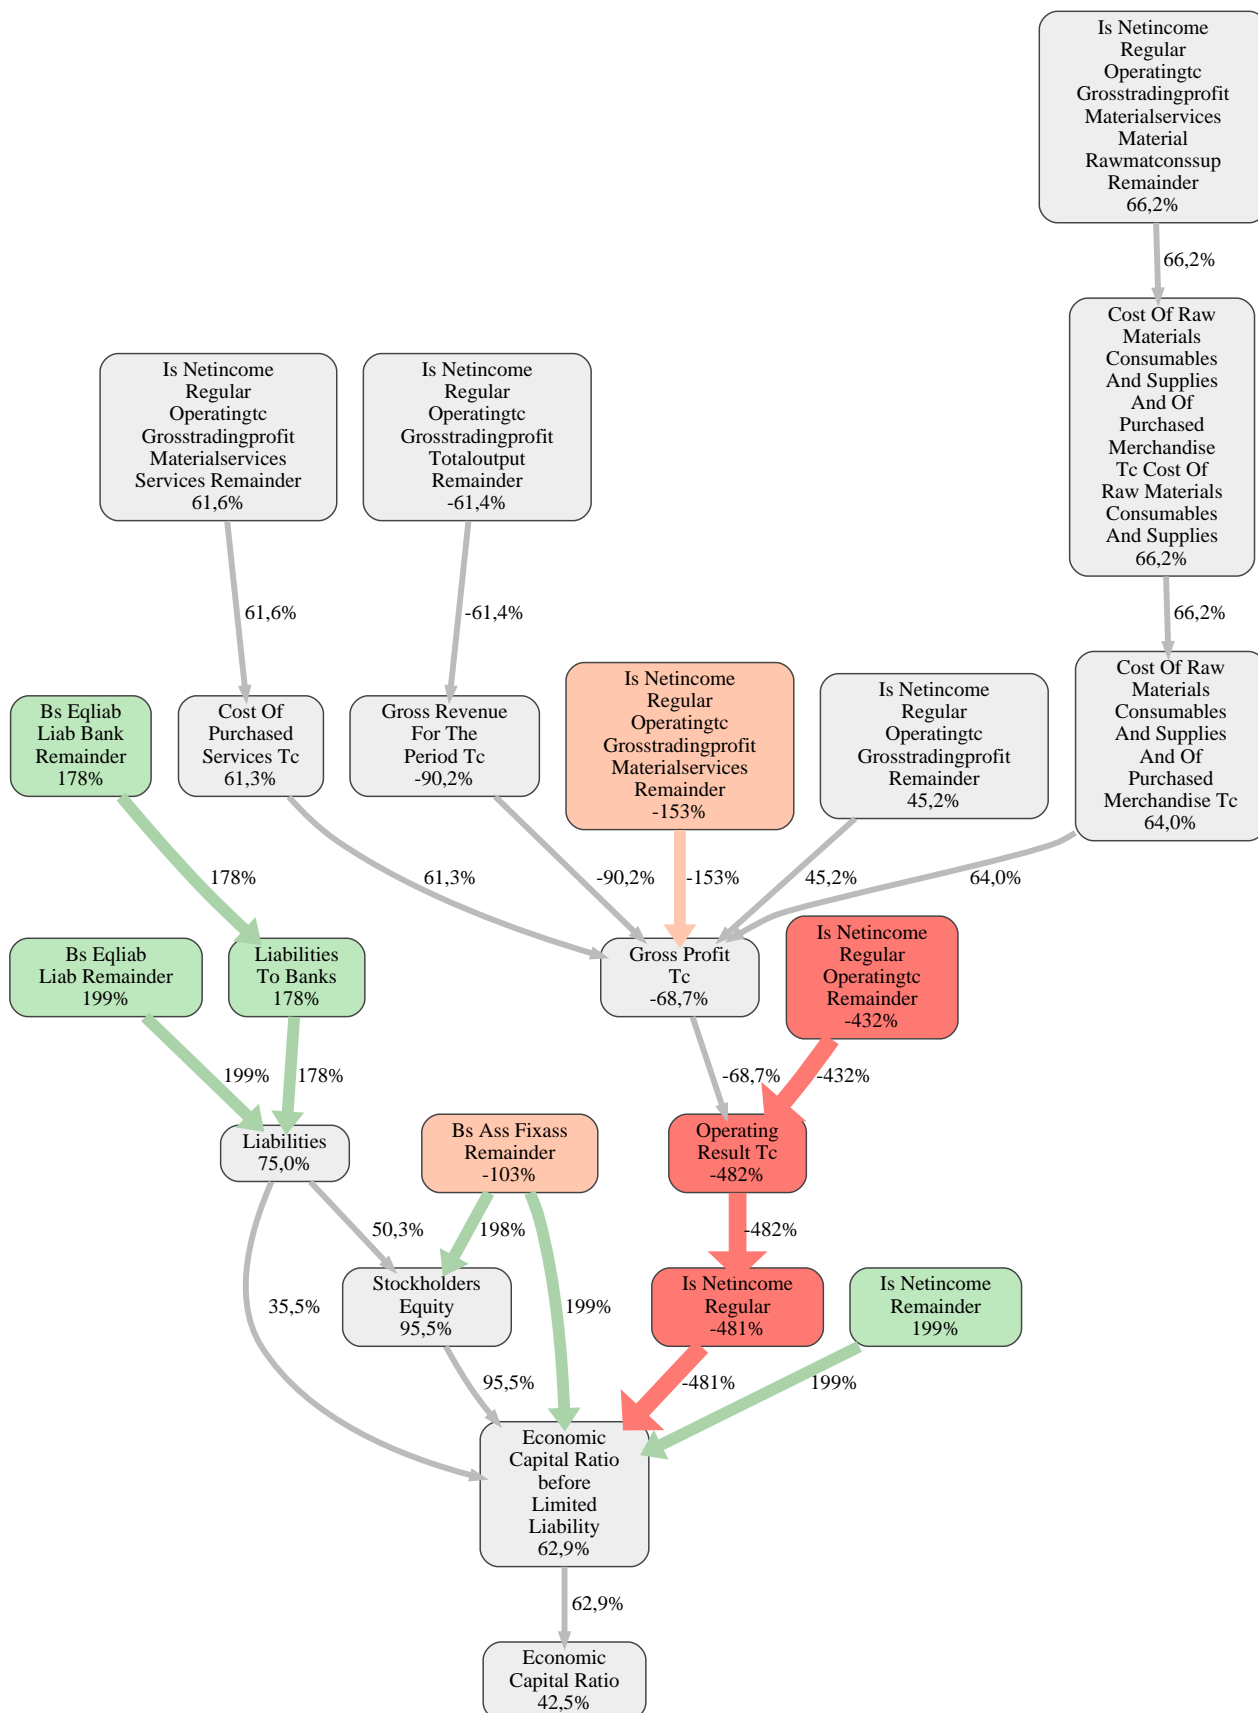 Is Netincome
Regular
Operatingtc
Grosstradingprofit
Materialservices
Material
Rawmatconssup
Remainder
66,2%
66,2%
Cost Of Raw
Materials
Consumables
And Supplies
And Of
Purchased
Merchandise
Tc Cost Of
Raw Materials
Consumables
And Supplies
66,2%
Is Netincome
Regular
Operatingtc
Grosstradingprofit
Materialservices
Services Remainder
61,6%
Is Netincome
Regular
Operatingtc
Grosstradingprofit
Totaloutput
Remainder
-61,4%
61,6%
-61,4%
66,2%
Bs Eqliab
Liab Bank
Remainder
178%
Cost Of
Purchased
Services Tc
61,3%
Gross Revenue
For The
Period Tc
-90,2%
Is Netincome
Regular
Operatingtc
Grosstradingprofit
Materialservices
Remainder
-153%
Is Netincome
Regular
Operatingtc
Grosstradingprofit
Remainder
45,2%
Cost Of Raw
Materials
Consumables
And Supplies
And Of
Purchased
Merchandise Tc
64,0%
178%
61,3%
-90,2%
-153%
45,2%
64,0%
Bs Eqliab
Liab Remainder
199%
Liabilities
To Banks
178%
Gross Profit
Tc
-68,7%
Is Netincome
Regular
Operatingtc
Remainder
-432%
199%
178%
-68,7%
-432%
Liabilities
75,0%
Bs Ass Fixass
Remainder
-103%
Operating
Result Tc
-482%
50,3%
198%
-482%
35,5%
Stockholders
Equity
95,5%
199%
Is Netincome
Regular
-481%
Is Netincome
Remainder
199%
95,5%
-481%
199%
Economic
Capital Ratio
before
Limited
Liability
62,9%
62,9%
Economic
Capital Ratio
42,5%